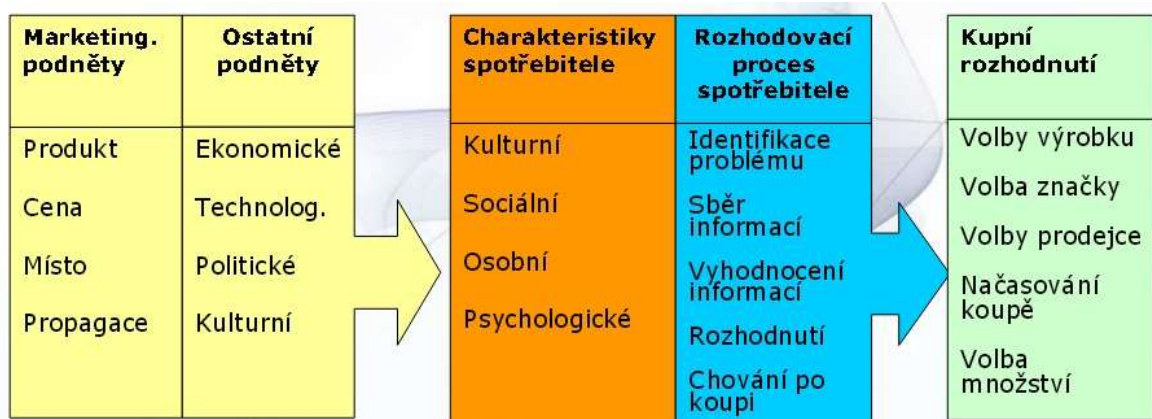 Marketing.
podněty
Ostatní
podněty
Charakteristiky
spotřebitele
Rozhodovací
proces
spotřebitele
Kupní
rozhodnutí
Produkt
Cena
Místo
Propagace
Ekonomické
Technolog.
Politické
Kulturní
Kulturní
Sociální
Osobní
Psychologické
Identifikace
problému
Sběr
informací
Vyhodnocení
informací
Rozhodnutí
Chování po
koupi
Volby výrobku
Volba značky
Volby prodejce
Načasování
koupě
Volba
množství